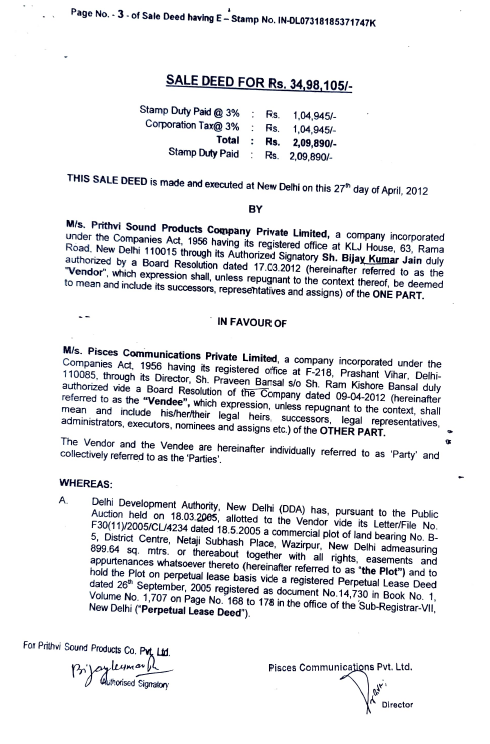 Page No. - 3 - of Sale Deed having E – Stamp No. IN-DL07318185371747K
SALE DEED FOR Rs. 34,98,105/-
Stamp Duty Paid @ 3% : Rs. 1,04,945/-
Corporation Tax@ 3% : Rs. 1,04,945/-
Total : Rs. 2,09,890/-
Stamp Duty Paid : Rs. 2,09,890/-
THIS SALE DEED is made and executed at New Delhi on this 27th day of April, 2012
BY
M/s. Prithvi Sound Products Company Private Limited, a company incorporated
under the Companies Act, 1956 having its registered office at KLJ House, 63, Rama
Road, New Delhi 110015 through its Authorized Signatory Sh. Bijay Kumar Jain duly
authorized by a Board Resolution dated 17.03.2012 (hereinafter referred to as the
"Vendor", which expression shall, unless repugnant to the context thereof, be deemed
to mean and include its successors, representatives and assigns) of the ONE PART.
IN FAVOUR OF
M/s. Pisces Communications Private Limited, a company incorporated under the
Companies Act, 1956 having its registered office at F-218, Prashant Vihar, Delhi-
110085, through its Director, Sh. Praveen Bansal s/o Sh. Ram Kishore Bansal duly
authorized vide a Board Resolution of the Company dated 09-04-2012 (hereinafter
referred to as the "Vendee", which expression, unless repugnant to the context, shall
mean and include his/her/their legal heirs, successors, legal representatives,
administrators, executors, nominees and assigns etc.) of the OTHER PART.
The Vendor and the Vendee are hereinafter individually referred to as 'Party' and
collectively referred to as the 'Parties'.
WHEREAS:
A. Delhi Development Authority, New Delhi (DDA) has, pursuant to the Public
Auction held on 18.03.2005, allotted to the Vendor vide its Letter/File No.
F30(11)/2005/CL/4234 dated 18.5.2005 a commercial plot of land bearing No. B-
5, District Centre, Netaji Subhash Place, Wazirpur, New Delhi admeasuring
899.64 sq. mtrs. or thereabout together with all rights, easements and
appurtenances whatsoever thereto (hereinafter referred to as "the Plot") and to
hold the Plot on perpetual lease basis vide a registered Perpetual Lease Deed
dated 26th September, 2005 registered as document No.14,730 in Book No. 1,
Volume No. 1,707 on Page No. 168 to 178 in the office of the Sub-Registrar-VII,
New Delhi ("Perpetual Lease Deed").
For Prithvi Sound Products Co. Pvt. Ltd.
Bijay kumar
Authorised Signatory
Pisces Communications Pvt. Ltd.
Director